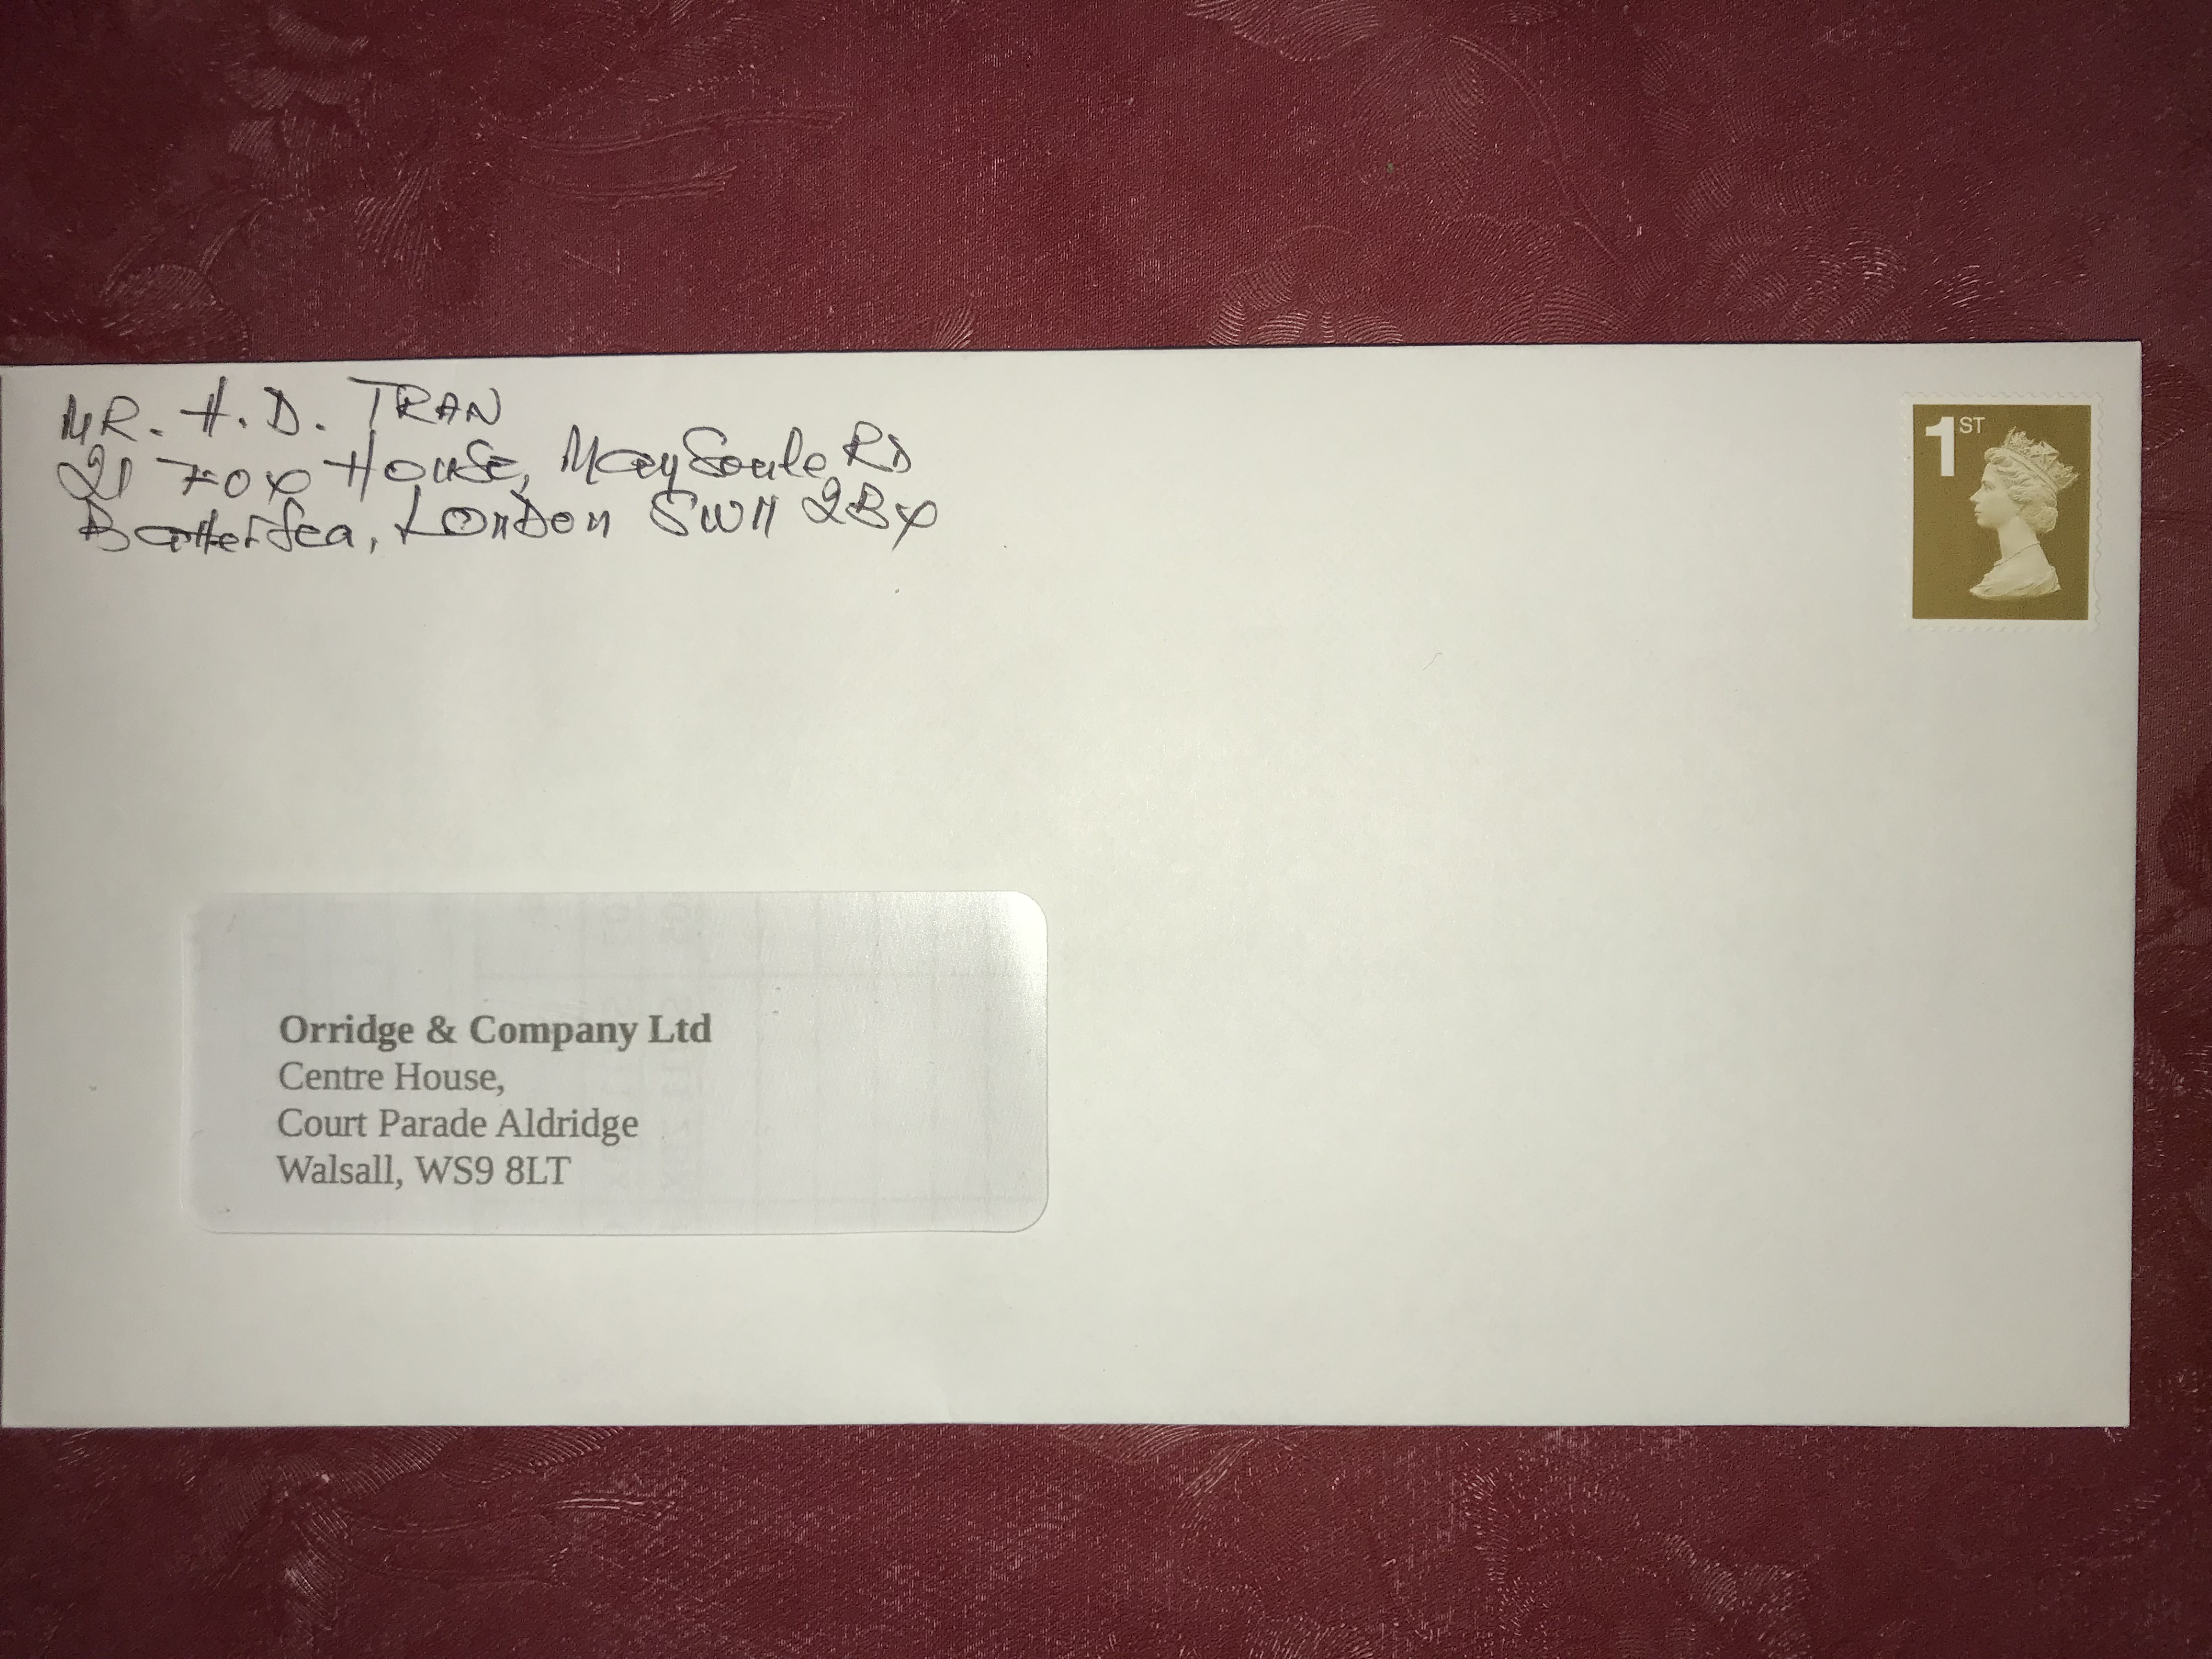 MR. H.D. TRAN
21 FOX HOUSE, MaySoule RD
Battersea, LonDon SW11 2BX
1ST
Orridge & Company Ltd
Centre House,
Court Parade Aldridge
Walsall, WS9 8LT